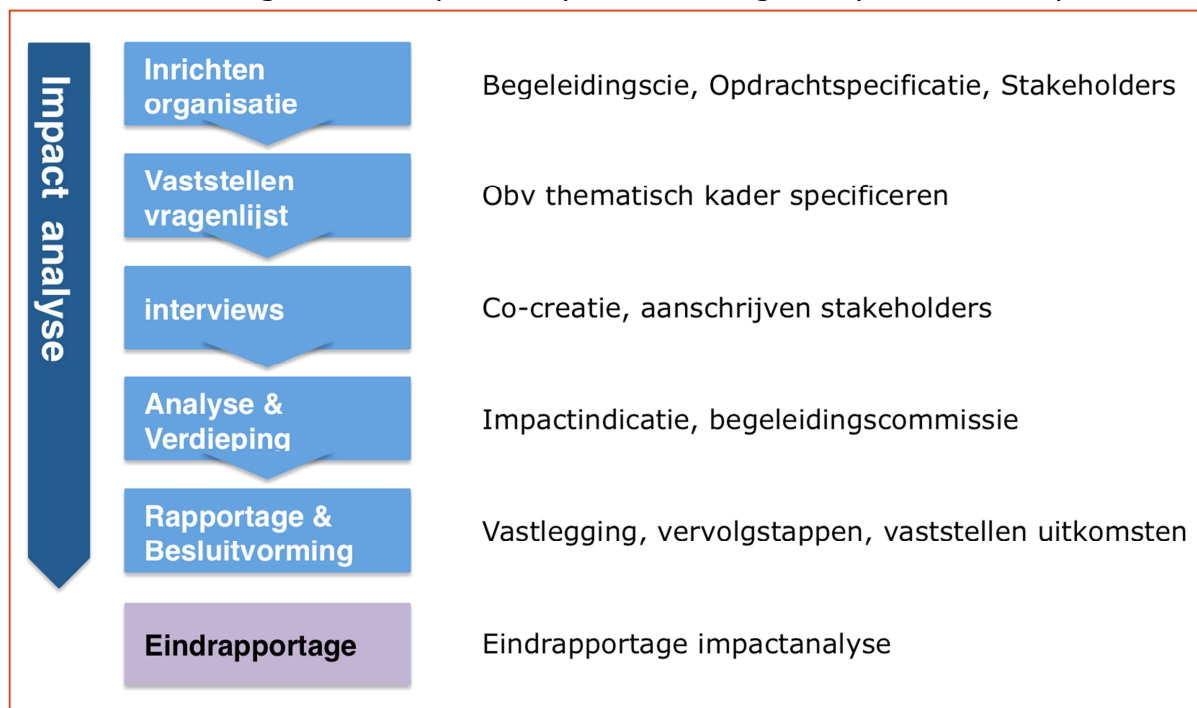 Impact analyse
Inrichten
organisatie
Begeleidingscie, Opdrachtspecificatie, Stakeholders
Vaststellen
vragenlijst
Obv thematisch kader specificeren
interviews
Co-creatie, aanschrijven stakeholders
Analyse &
Verdieping
Impactindicatie, begeleidingscommissie
Rapportage &
Besluitvorming
Vastlegging, vervolgstappen, vaststellen uitkomsten
Eindrapportage
Eindrapportage impactanalyse